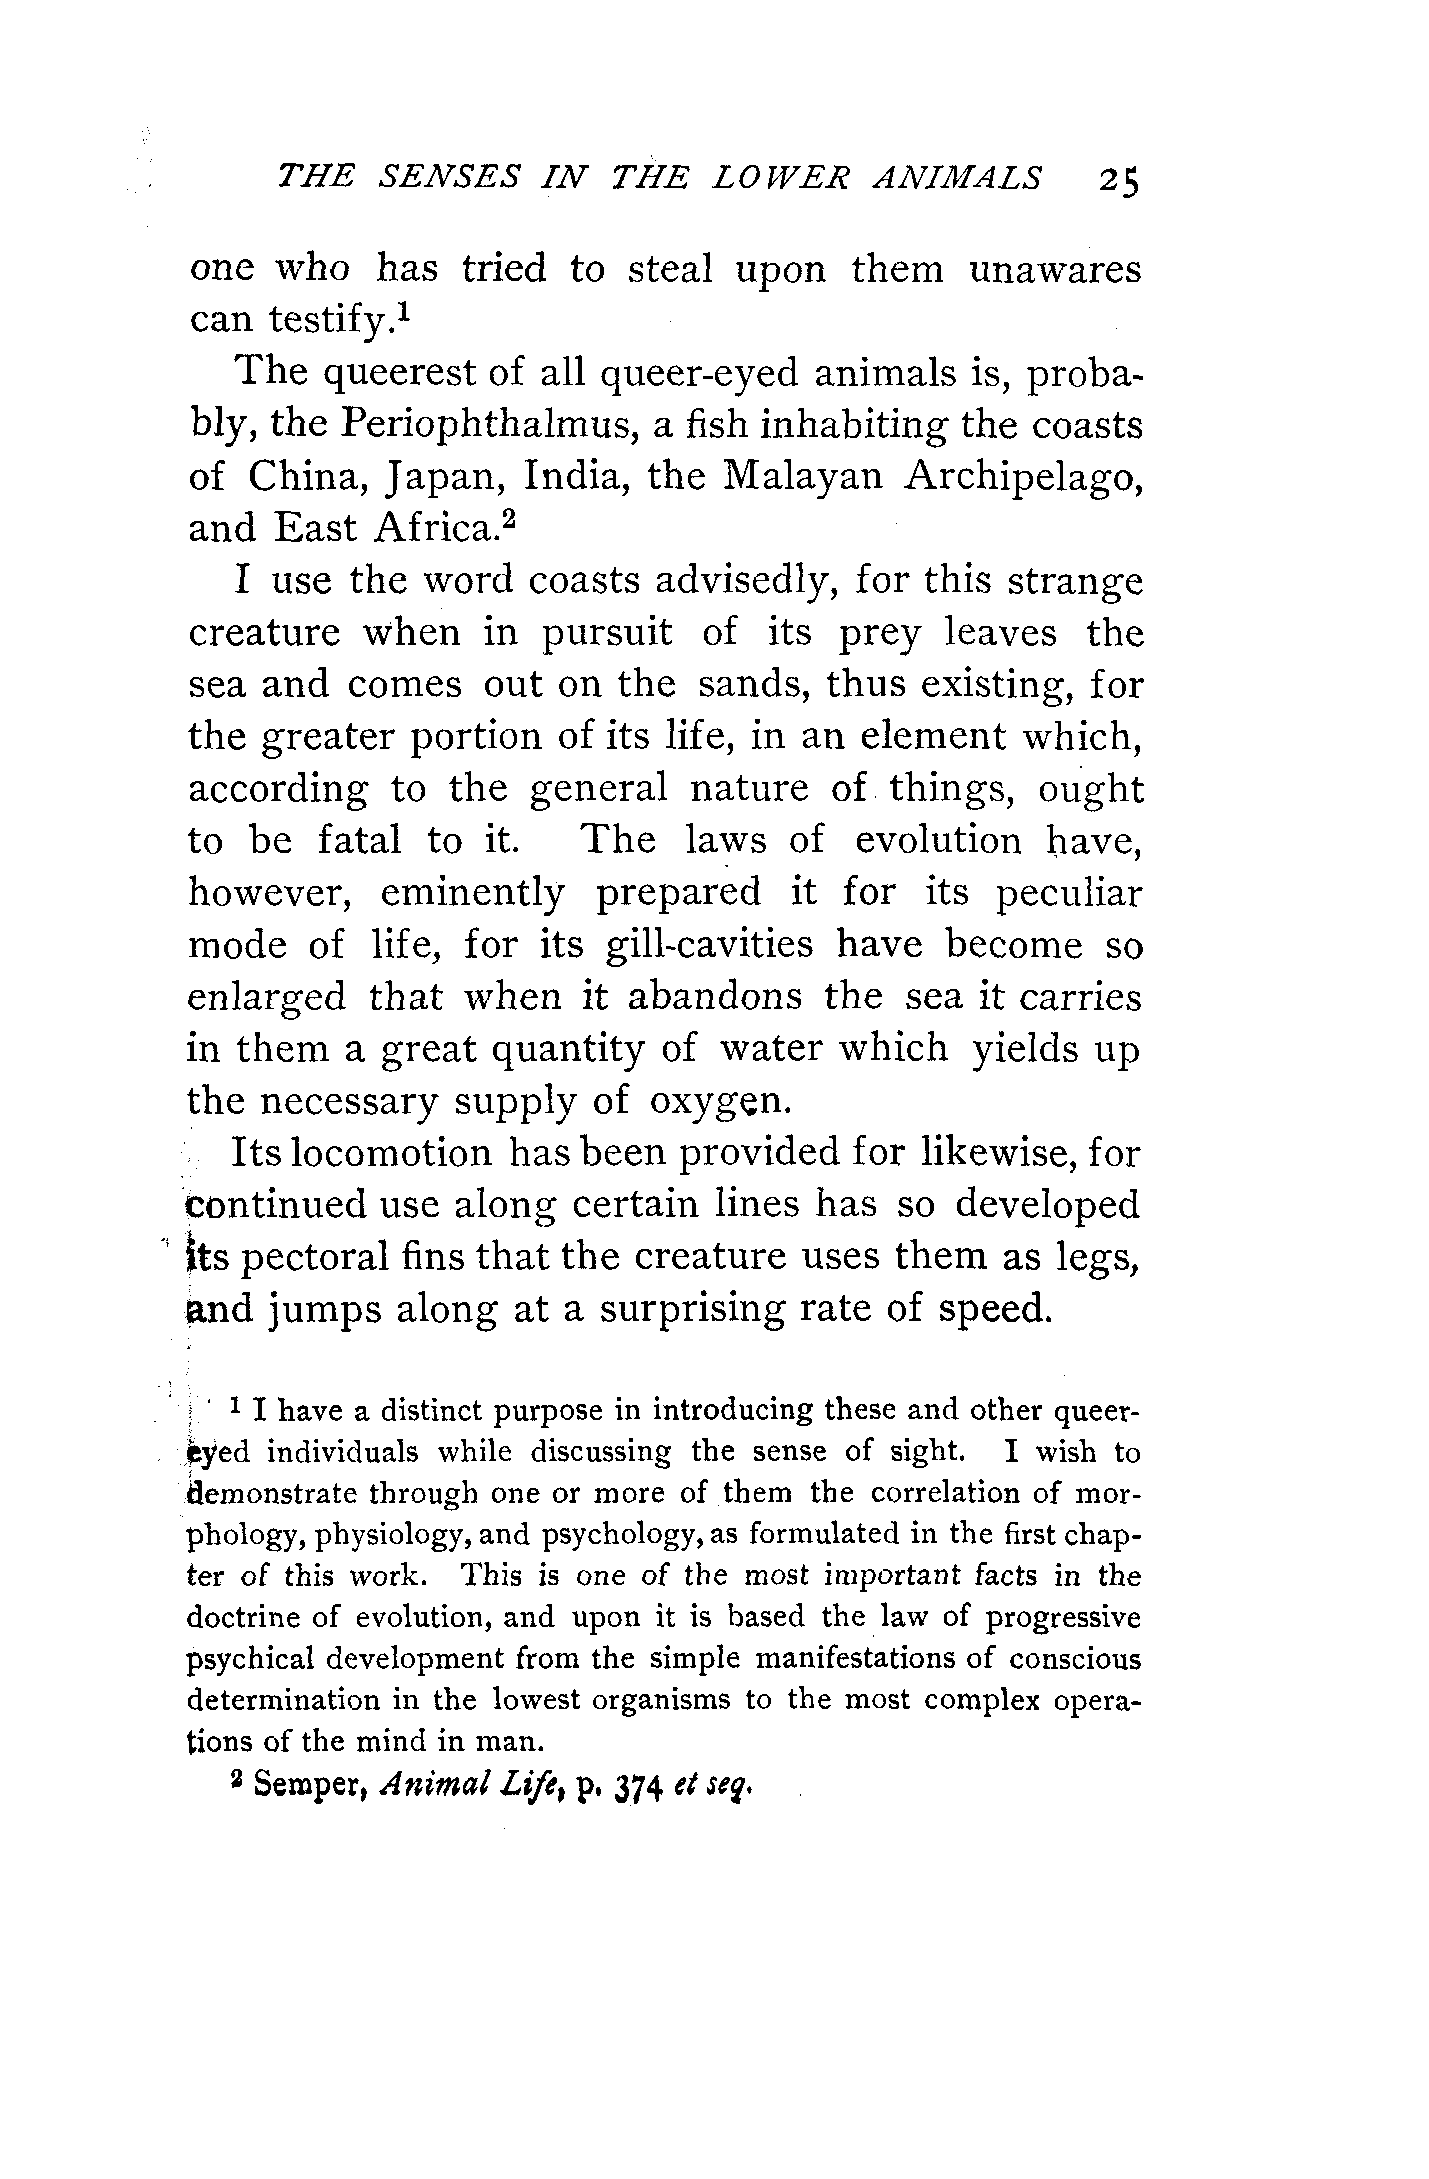 THE SENSES IN THE LOWER ANIMALS 25
one who has tried to steal upon them unawares
can testify.¹
The queerest of all queer-eyed animals is, proba-
bly, the Periophthalmus, a fish inhabiting the coasts
of China, Japan, India, the Malayan Archipelago,
and East Africa.²
I use the word coasts advisedly, for this strange
creature when in pursuit of its prey leaves the
sea and comes out on the sands, thus existing, for
the greater portion of its life, in an element which,
according to the general nature of things, ought
to be fatal to it. The laws of evolution have,
however, eminently prepared it for its peculiar
mode of life, for its gill-cavities have become so
enlarged that when it abandons the sea it carries
in them a great quantity of water which yields up
the necessary supply of oxygen.
Its locomotion has been provided for likewise, for
continued use along certain lines has so developed
its pectoral fins that the creature uses them as legs,
and jumps along at a surprising rate of speed.
¹ I have a distinct purpose in introducing these and other queer-
eyed individuals while discussing the sense of sight. I wish to
demonstrate through one or more of them the correlation of mor-
phology, physiology, and psychology, as formulated in the first chap-
ter of this work. This is one of the most important facts in the
doctrine of evolution, and upon it is based the law of progressive
psychical development from the simple manifestations of conscious
determination in the lowest organisms to the most complex opera-
tions of the mind in man.
² Semper, Animal Life, p. 374 et seq.